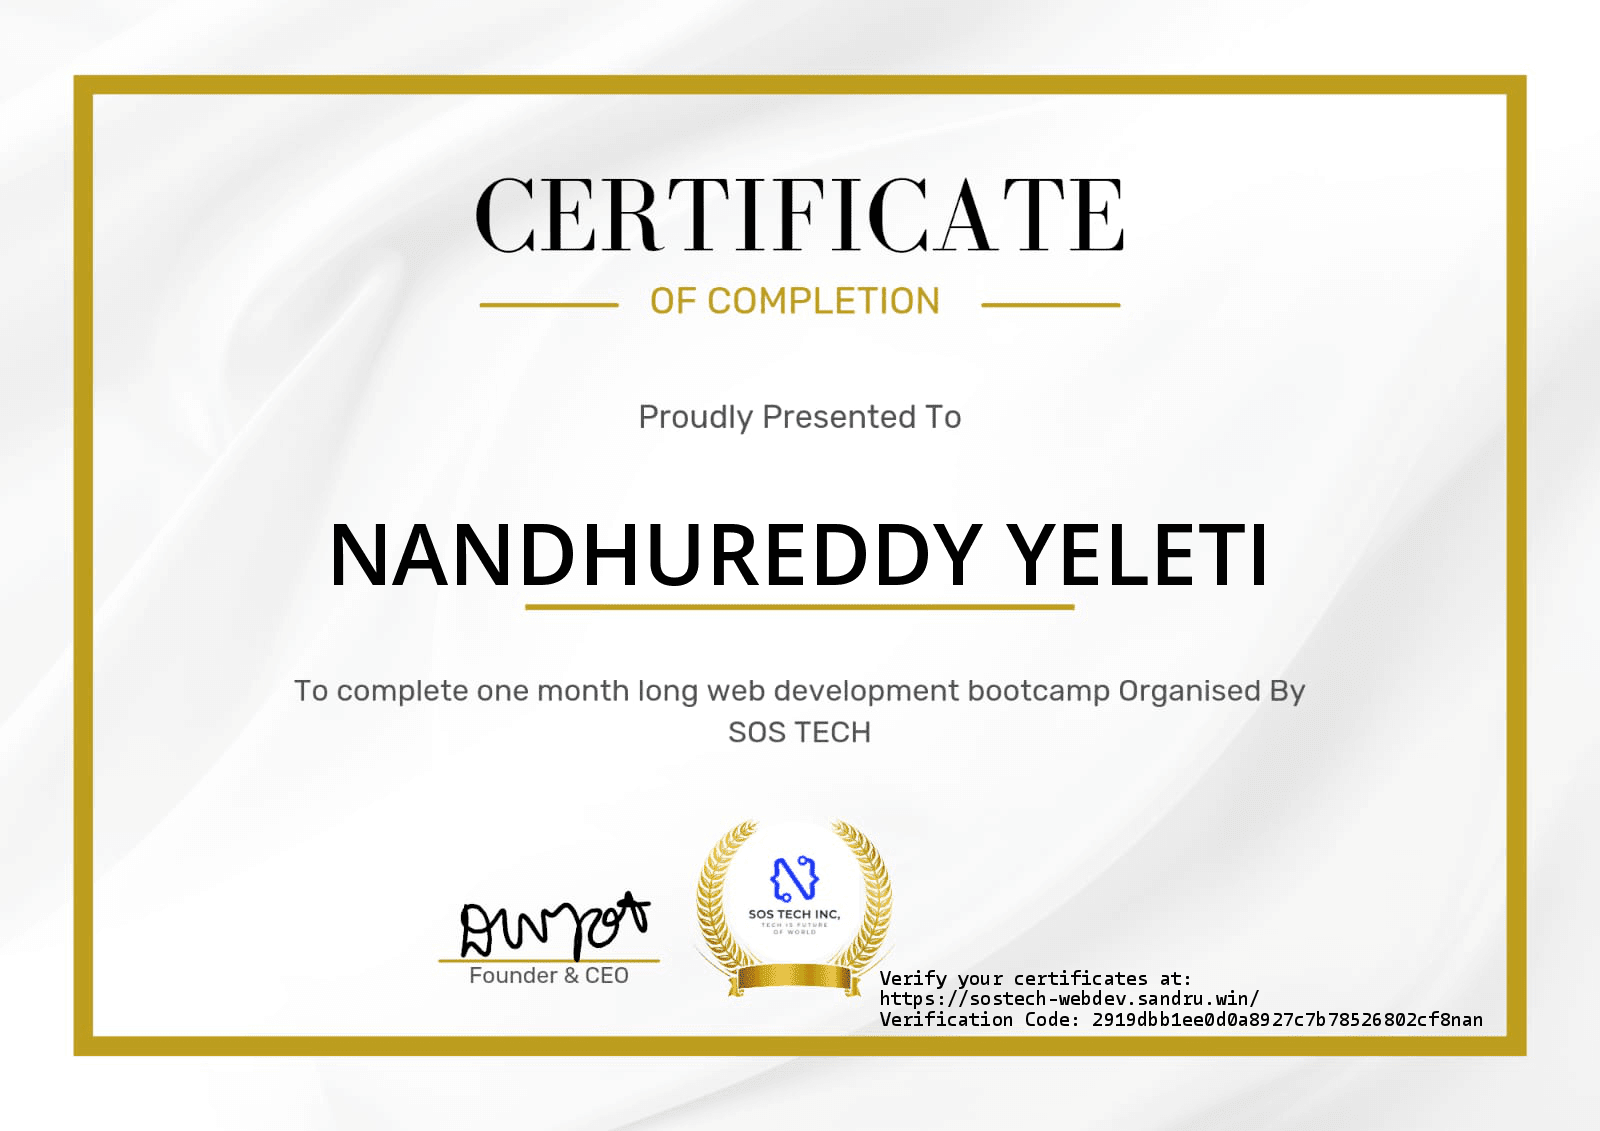 CERTIFICATE
OF COMPLETION
Proudly Presented To
NANDHUREDDY YELETI
To complete one month long web development bootcamp Organised By
SOS TECH
Founder & CEO
SOS TECH INC,
TECH IS FUTURE
OF WORLD
Verify your certificates at:
https://sostech-webdev.sandru.win/
Verification Code: 2919dbb1ee0d0a8927c7b78526802cf8nan